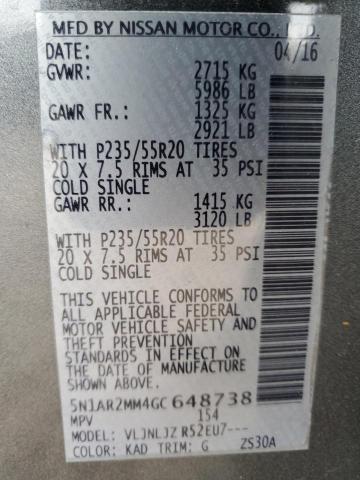 MFD BY NISSAN MOTOR CO., LTD.
DATE: 04/16
GVWR: 2715 KG
5986 LB
GAWR FR.: 1325 KG
2921 LB
WITH P235/55R20 TIRES
20 X 7.5 RIMS AT 35 PSI
COLD SINGLE
GAWR RR.: 1415 KG
3120 LB
WITH P235/55R20 TIRES
20 X 7.5 RIMS AT 35 PSI
COLD SINGLE
THIS VEHICLE CONFORMS TO
ALL APPLICABLE FEDERAL
MOTOR VEHICLE SAFETY AND
THEFT PREVENTION
STANDARDS IN EFFECT ON
THE DATE OF MANUFACTURE
SHOWN ABOVE.
5N1AR2MM4GC648738
MPV 154
MODEL: VLJNLJZ R52EU7---
COLOR: KAD TRIM: G ZS30A